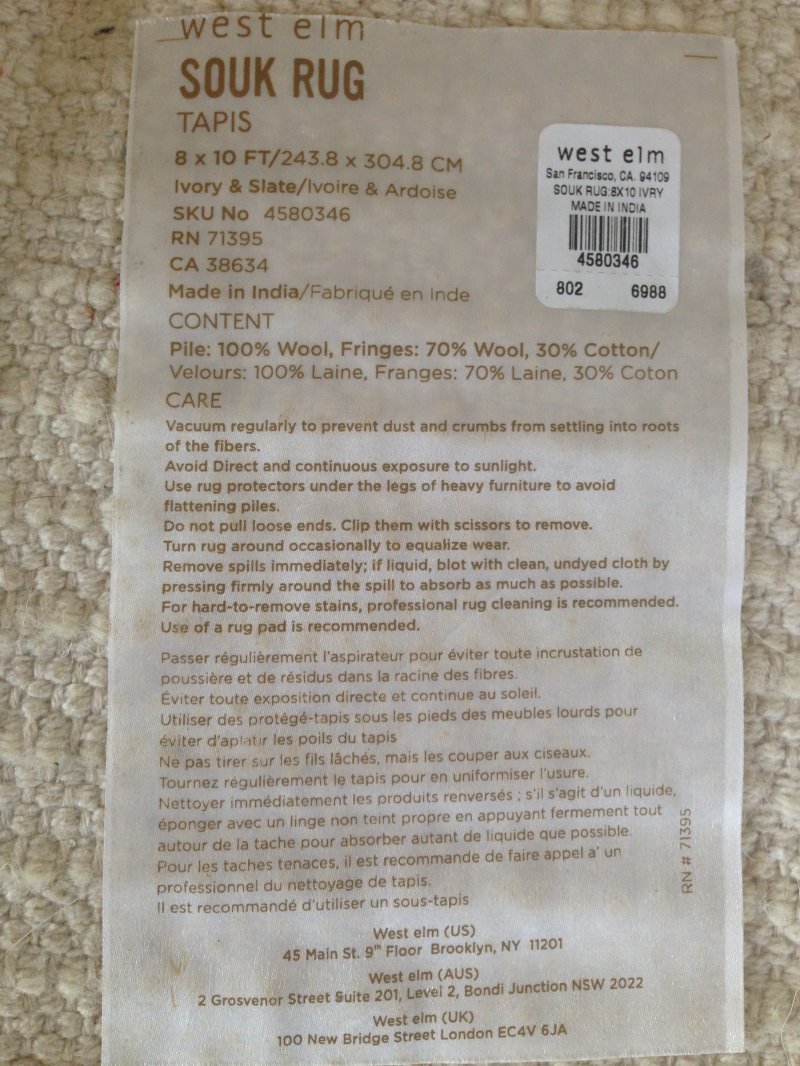 west elm
SOUK RUG
TAPIS
8 x 10 FT/243.8 x 304.8 CM
Ivory & Slate/Ivoire & Ardoise
SKU No 4580346
RN 71395
CA 38634
Made in India/Fabriqué en Inde
west elm
San Francisco, CA. 94109
SOUK RUG:8X10 IVRY
MADE IN INDIA
4580346
802 6988
CONTENT
Pile: 100% Wool, Fringes: 70% Wool, 30% Cotton/
Velours: 100% Laine, Franges: 70% Laine, 30% Coton
CARE
Vacuum regularly to prevent dust and crumbs from settling into roots
of the fibers.
Avoid Direct and continuous exposure to sunlight.
Use rug protectors under the legs of heavy furniture to avoid
flattening piles.
Do not pull loose ends. Clip them with scissors to remove.
Turn rug around occasionally to equalize wear.
Remove spills immediately; if liquid, blot with clean, undyed cloth by
pressing firmly around the spill to absorb as much as possible.
For hard-to-remove stains, professional rug cleaning is recommended.
Use of a rug pad is recommended.
Passer régulièrement l'aspirateur pour éviter toute incrustation de
poussière et de résidus dans la racine des fibres.
Éviter toute exposition directe et continue au soleil.
Utiliser des protégé-tapis sous les pieds des meubles lourds pour
éviter d'aplatir les poils du tapis
Ne pas tirer sur les fils lâchés, mais les couper aux ciseaux.
Tournez régulièrement le tapis pour en uniformiser l'usure.
Nettoyer immédiatement les produits renversés ; s'il s'agit d'un liquide,
éponger avec un linge non teint propre en appuyant fermement tout
autour de la tache pour absorber autant de liquide que possible.
Pour les taches tenaces, il est recommande de faire appel a' un
professionnel du nettoyage de tapis.
Il est recommandé d'utiliser un sous-tapis
RN # 71395
West elm (US)
45 Main St. 9th Floor Brooklyn, NY 11201
West elm (AUS)
2 Grosvenor Street Suite 201, Level 2, Bondi Junction NSW 2022
West elm (UK)
100 New Bridge Street London EC4V 6JA